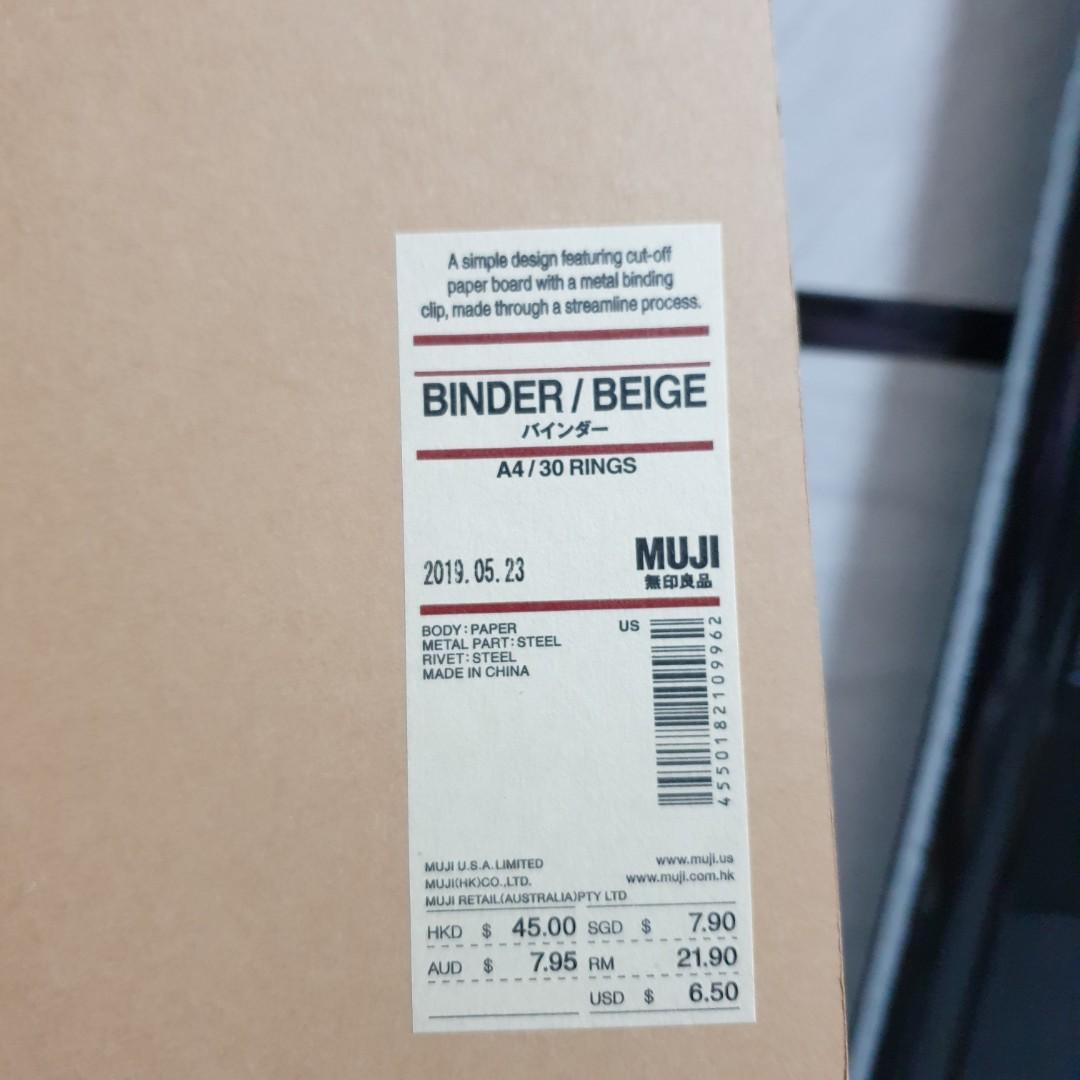 A simple design featuring cut-off
paper board with a metal binding
clip, made through a streamline process.
BINDER / BEIGE
バインダー
A4 / 30 RINGS
2019. 05. 23
MUJI
無印良品
BODY : PAPER
METAL PART : STEEL
RIVET : STEEL
MADE IN CHINA
US
4550182109962
MUJI U.S.A. LIMITED
www.muji.us
MUJI(HK)CO.,LTD.
www.muji.com.hk
MUJI RETAIL(AUSTRALIA)PTY LTD
HKD $ 45.00 SGD $ 7.90
AUD $ 7.95 RM 21.90
USD $ 6.50